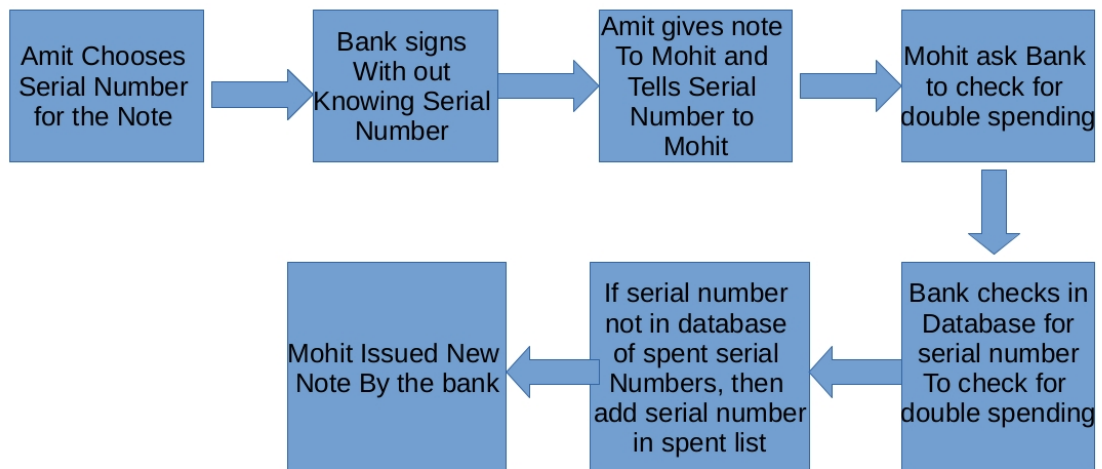 Amit Chooses
Serial Number
for the Note
Bank signs
With out
Knowing Serial
Number
Amit gives note
To Mohit and
Tells Serial
Number to
Mohit
Mohit ask Bank
to check for
double spending
Bank checks in
Database for
serial number
To check for
double spending
If serial number
not in database
of spent serial
Numbers, then
add serial number
in spent list
Mohit Issued New
Note By the bank